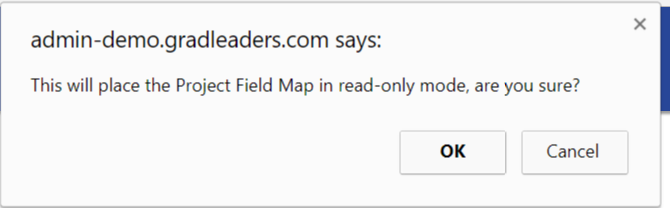 admin-demo.gradleaders.com says:
This will place the Project Field Map in read-only mode, are you sure?
OK
Cancel